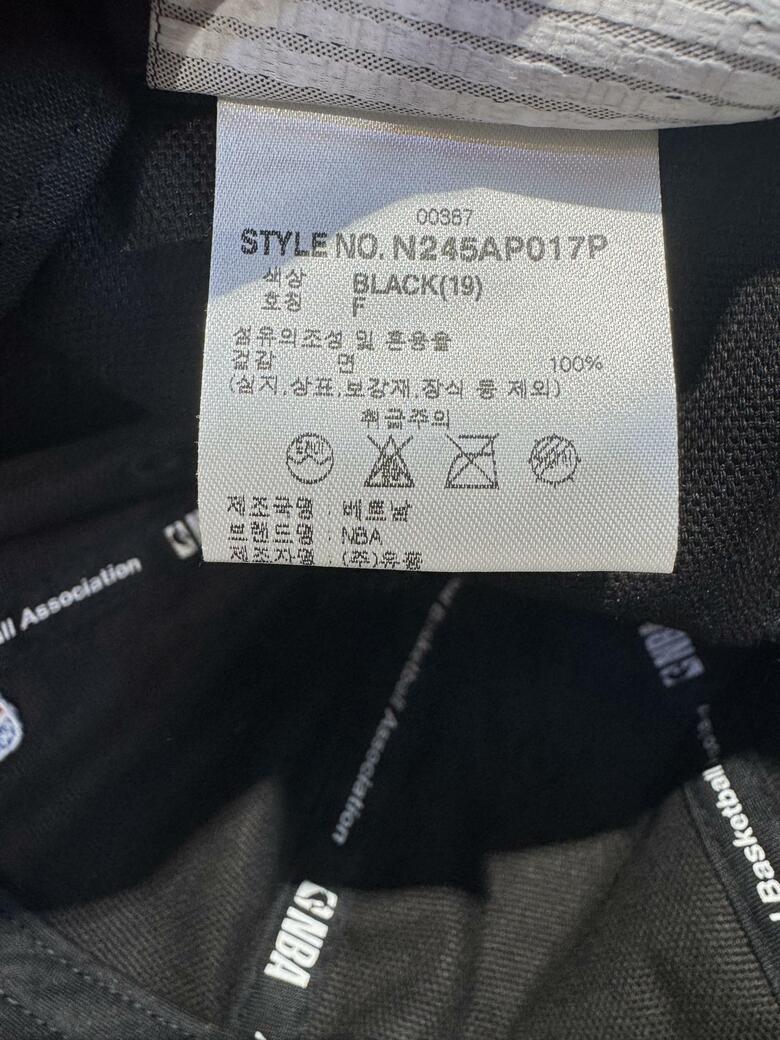 00387
STYLE NO. N245AP017P
색상 BLACK(19)
호칭 F
섬유의조성 및 혼용율
겉감 면 100%
(심지,상표,보강재,장식 등 제외)
취급주의
제조국명 : 베트남
브랜드명 : NBA
제조자명 : (주)유통
ll Association
l Basketball Association
NBA
Basketball
NBA